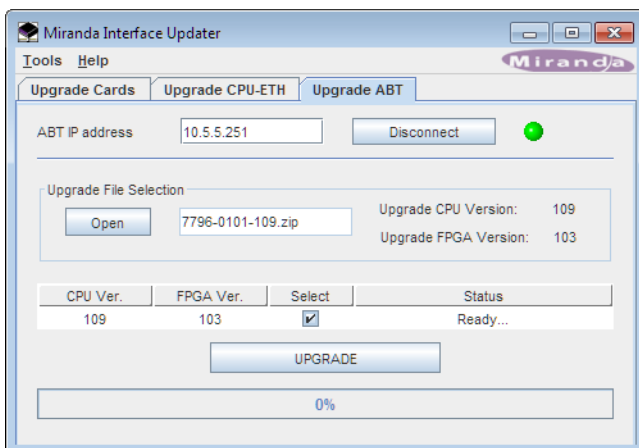 Miranda Interface Updater
Tools Help
Miranda
Upgrade Cards Upgrade CPU-ETH Upgrade ABT
ABT IP address 10.5.5.251 Disconnect
Upgrade File Selection
Open 7796-0101-109.zip
Upgrade CPU Version: 109
Upgrade FPGA Version: 103
CPU Ver. FPGA Ver. Select Status
109 103 Ready...
UPGRADE
0%